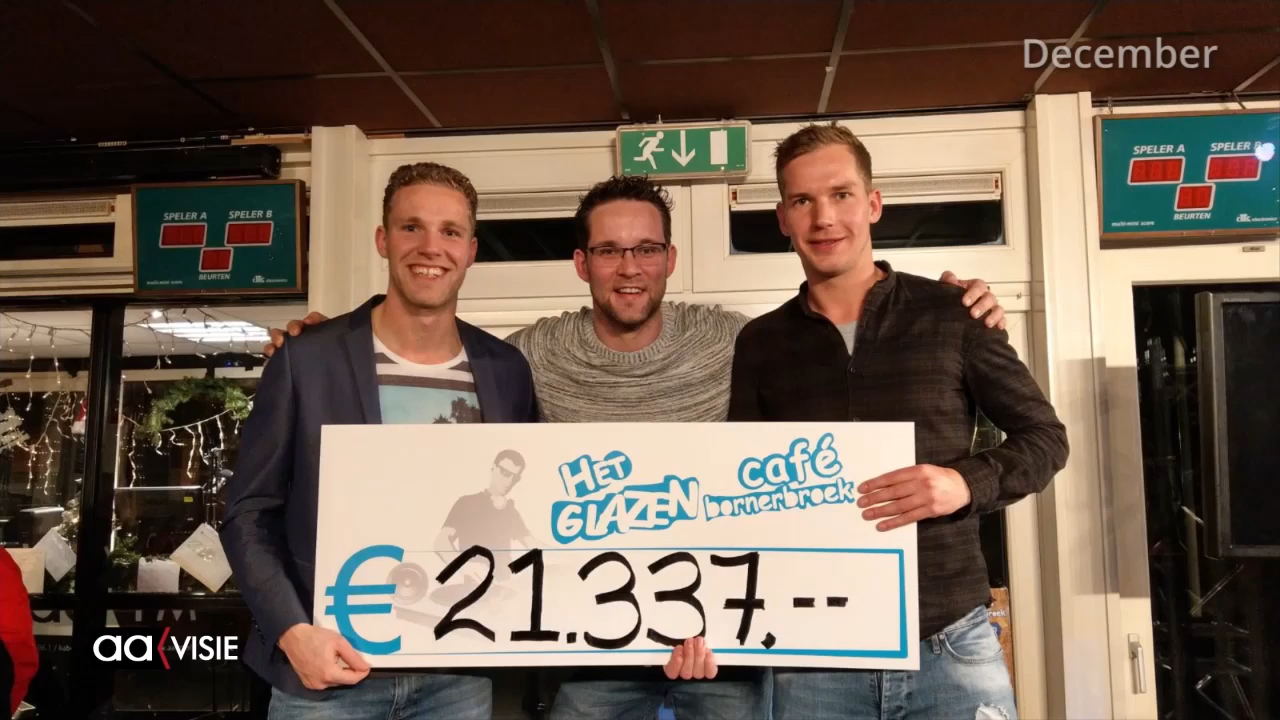 December
SPELER A SPELER B
BEURTEN
SPELER A SPELER
BEURTEN
HET
GLAZEN
café
bornerbroek
€ 21.337,--
aa(VISIE